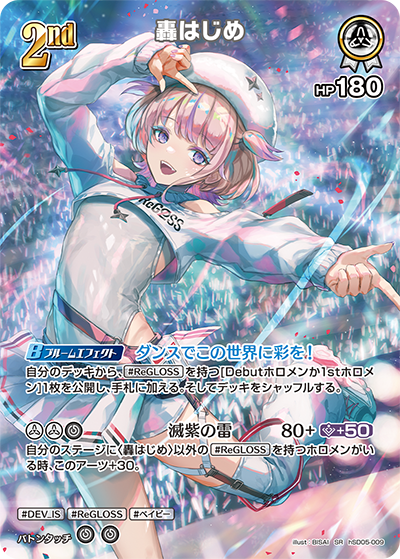 2nd
轟はじめ
HP 180
ReGLOSS
Bブルームエフェクト ダンスでこの世界に彩を!
自分のデッキから、#ReGLOSSを持つ[Debutホロメンか1stホロメ
ン]1枚を公開し、手札に加える。そしてデッキをシャッフルする。
滅紫の雷 80+ +50
自分のステージに〈轟はじめ〉以外の#ReGLOSSを持つホロメンがい
る時、このアーツ+30。
#DEV_IS #ReGLOSS #ベイビー
バトンタッチ
illust. BISAI SR hSD05-009